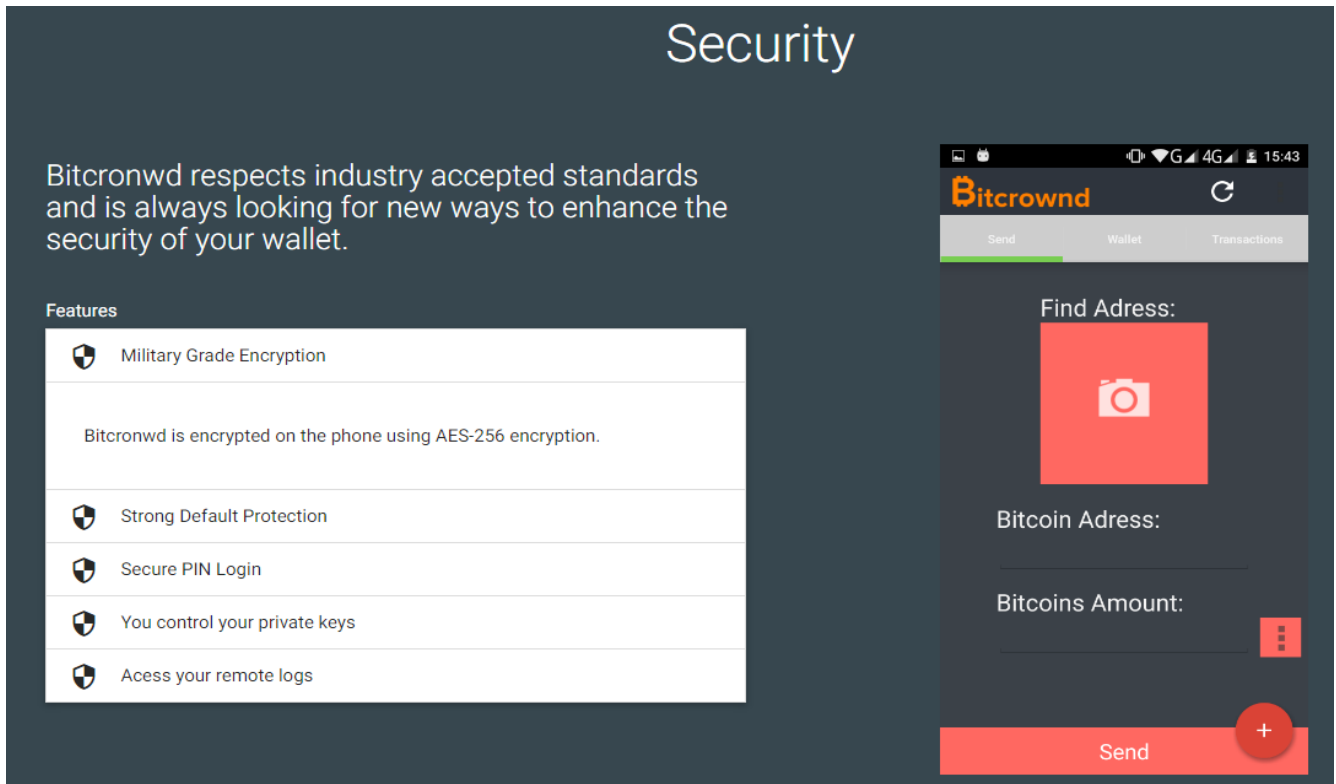 Security
Bitcronwd respects industry accepted standards
and is always looking for new ways to enhance the
security of your wallet.
Features
Military Grade Encryption
Bitcronwd is encrypted on the phone using AES-256 encryption.
Strong Default Protection
Secure PIN Login
You control your private keys
Acess your remote logs
G 4G 15:43
Bitcrownd
Send Wallet Transactions
Find Adress:
Bitcoin Adress:
Bitcoins Amount:
+
Send